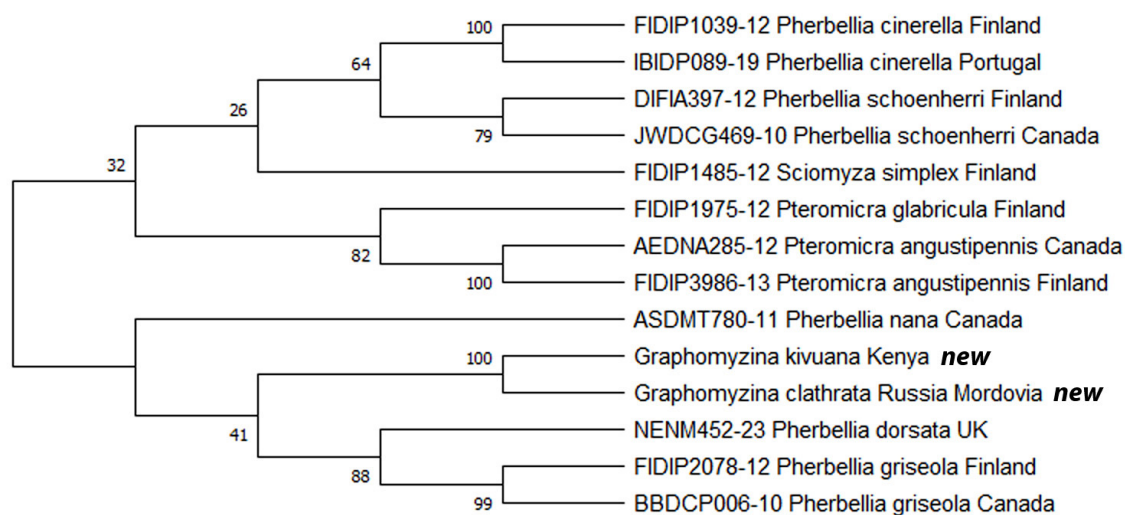 100
FIDIP1039-12 Pherbellia cinerella Finland
IBIDP089-19 Pherbellia cinerella Portugal
64
DIFIA397-12 Pherbellia schoenherri Finland
79
JWDCG469-10 Pherbellia schoenherri Canada
26
FIDIP1485-12 Sciomyza simplex Finland
32
FIDIP1975-12 Pteromicra glabricula Finland
82
AEDNA285-12 Pteromicra angustipennis Canada
100
FIDIP3986-13 Pteromicra angustipennis Finland
ASDMT780-11 Pherbellia nana Canada
100
Graphomyzina kivuana Kenya new
Graphomyzina clathrata Russia Mordovia new
41
NENM452-23 Pherbellia dorsata UK
88
FIDIP2078-12 Pherbellia griseola Finland
99
BBDCP006-10 Pherbellia griseola Canada